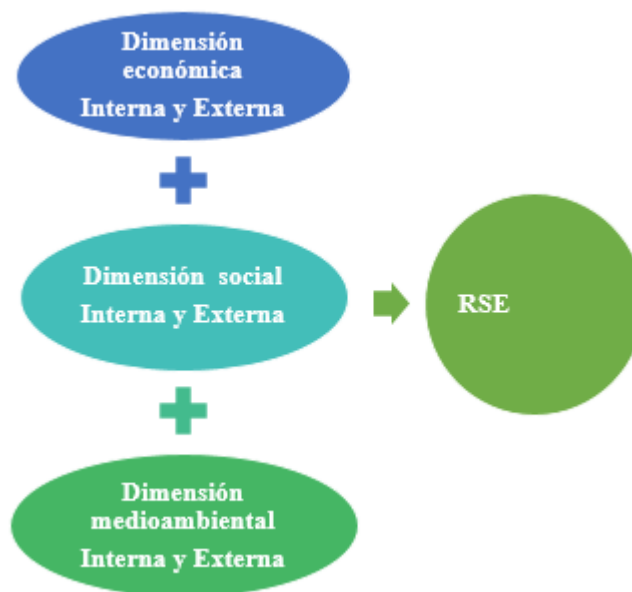 Dimensión
económica
Interna y Externa
Dimensión social
Interna y Externa
RSE
Dimensión
medioambiental
Interna y Externa